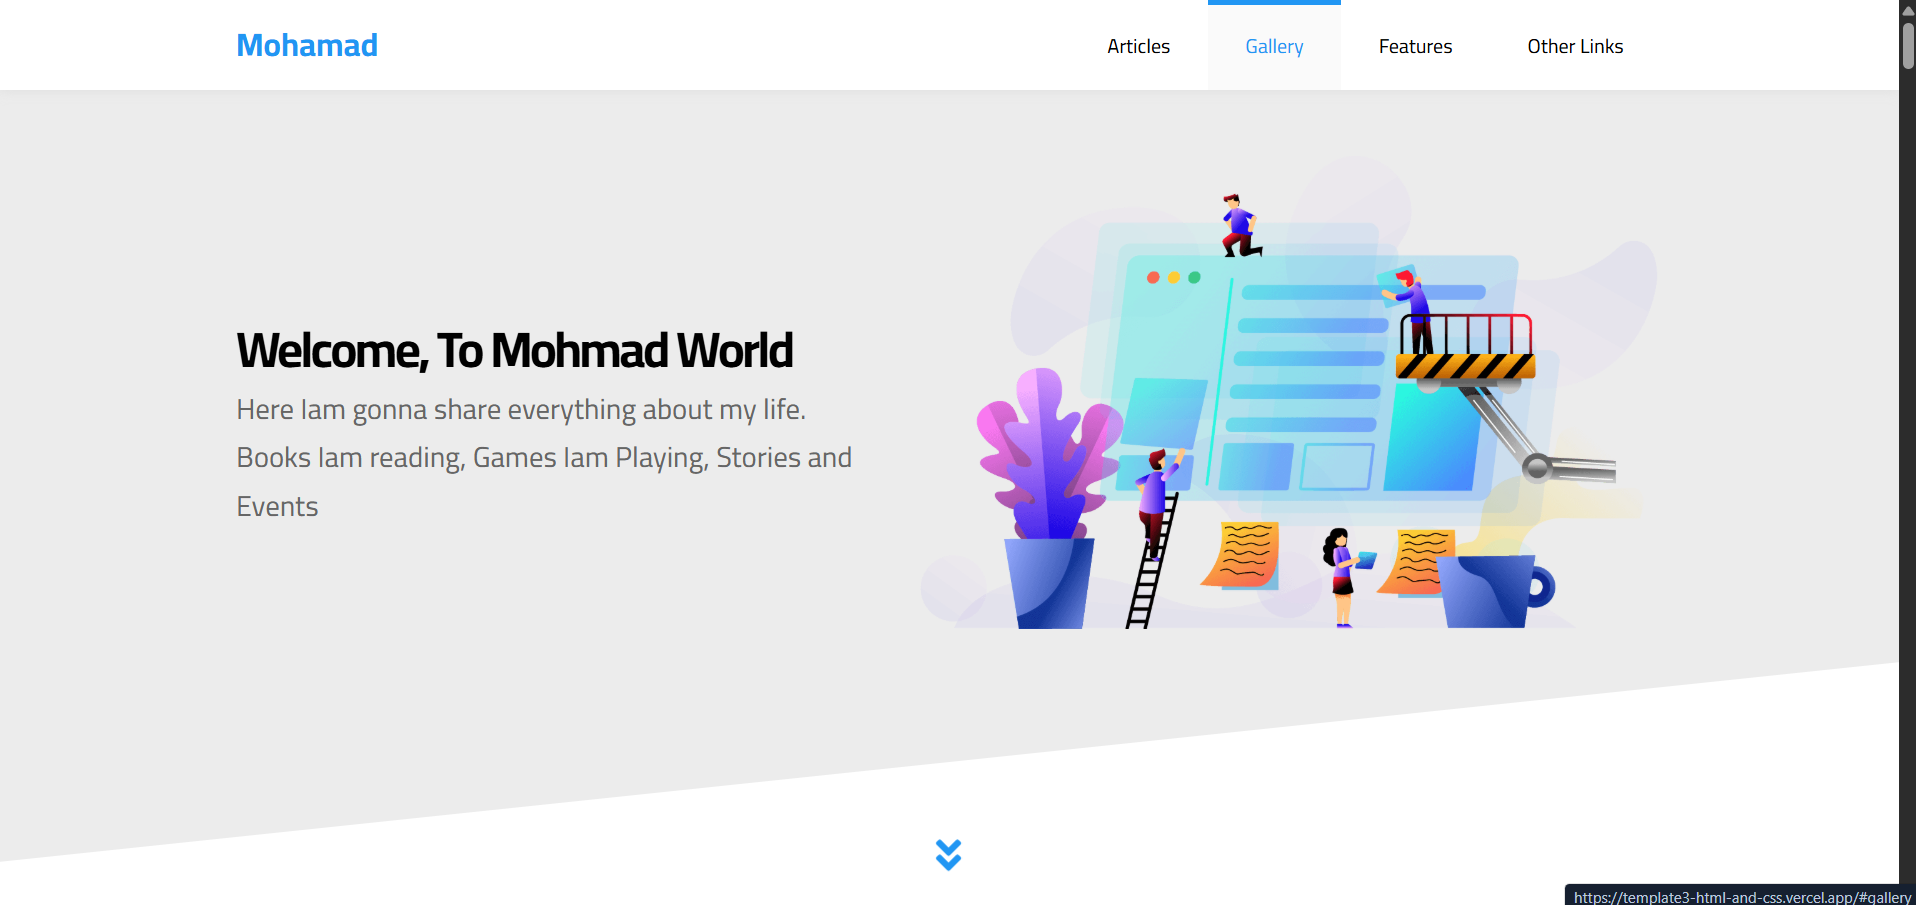 Mohamad
Articles
Gallery
Features
Other Links
Welcome, To Mohmad World
Here Iam gonna share everything about my life.
Books Iam reading, Games Iam Playing, Stories and
Events
https://template3-html-and-css.vercel.app/#gallery